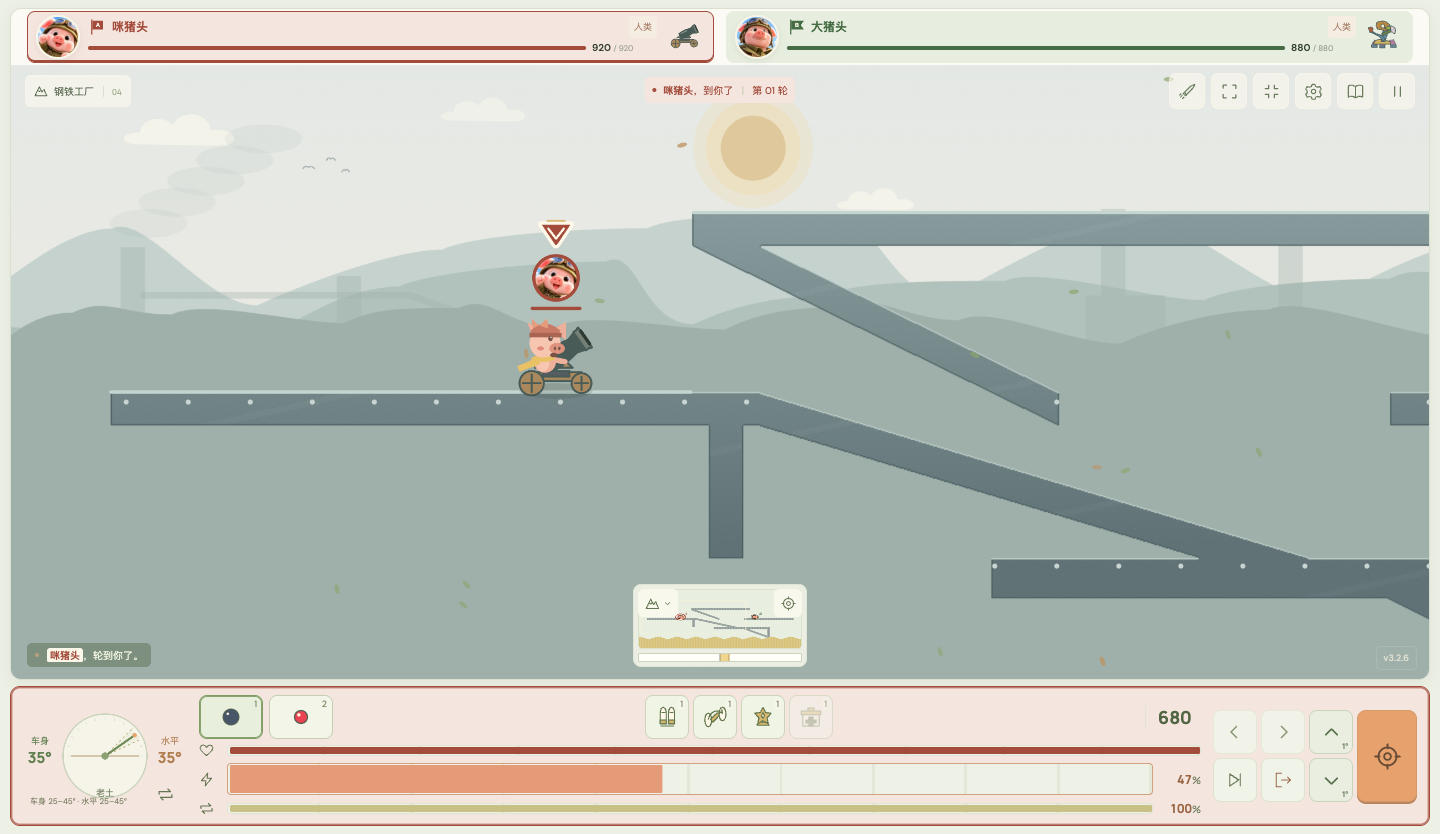 A 咪猪头 人类
920 / 920
B 大猪头 人类
880 / 880
钢铁工厂 04
咪猪头，到你了 第 01 轮
咪猪头，轮到你了。
v3.2.6
车身
35°
水平
35°
老土
车身 25–45° · 水平 25–45°
1
2
1
1
1
1
680
47%
100%
1°
1°